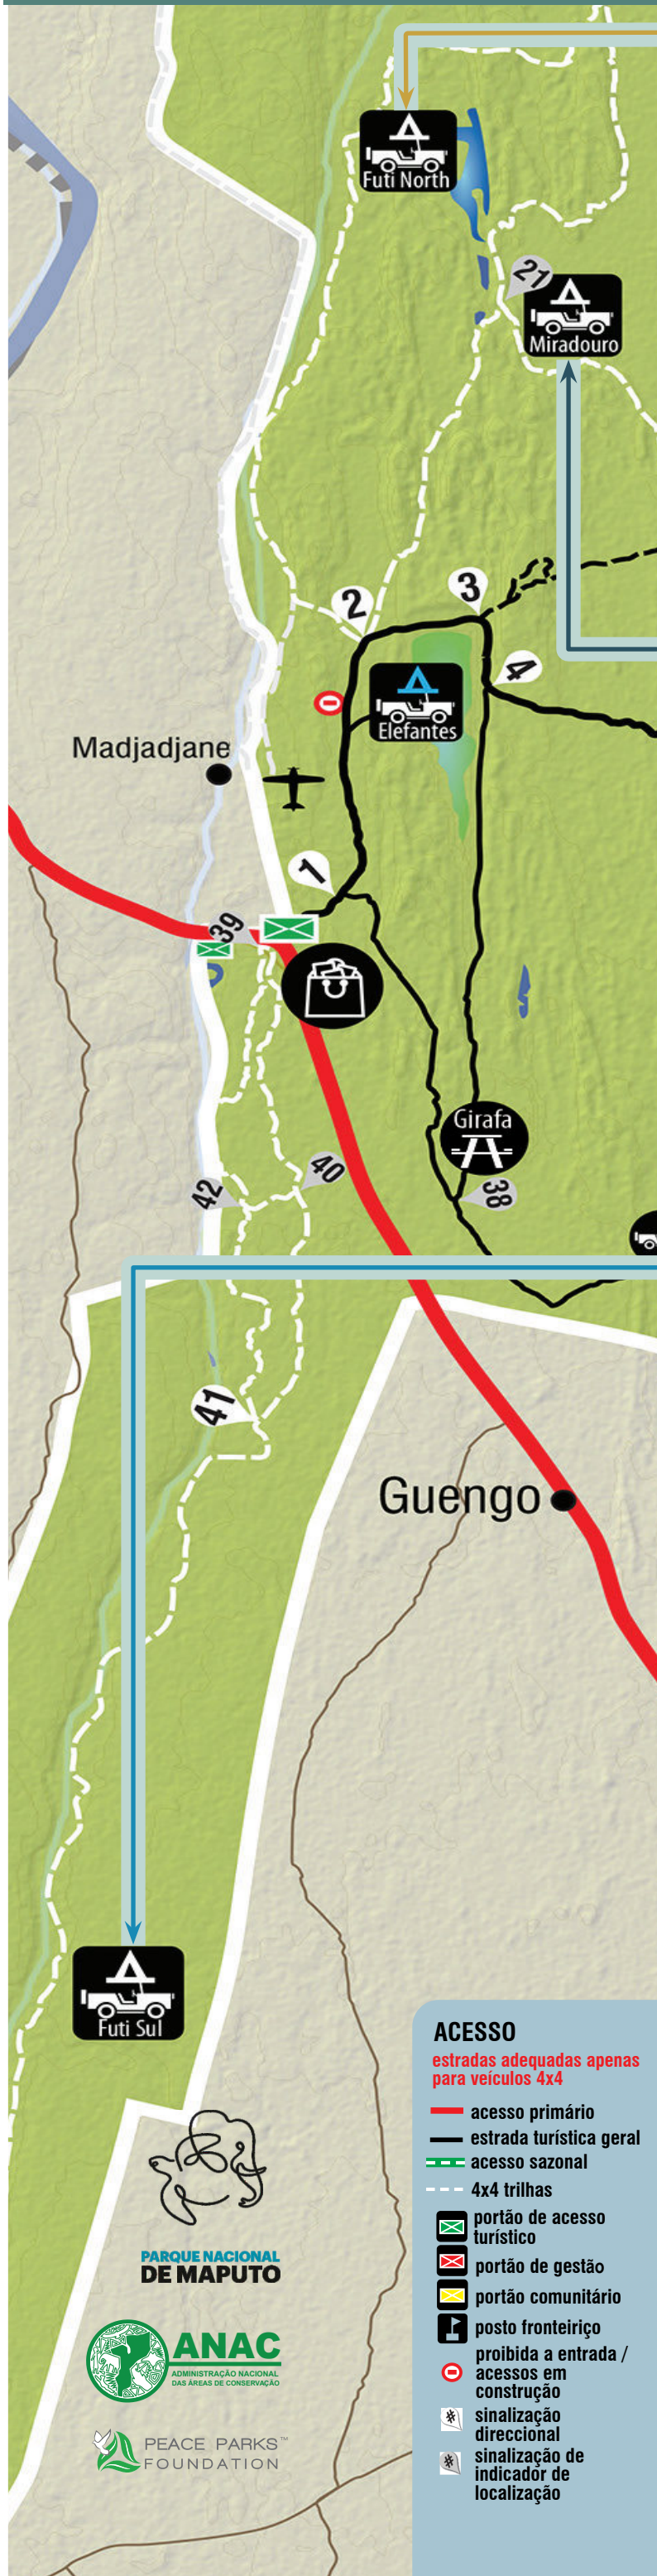 Futi North
21
Miradouro
2
3
4
Elefantes
Madjadjane
1
39
Girafa
40
42
38
41
Guengo
Futi Sul
ACESSO
estradas adequadas apenas
para veículos 4x4
acesso primário
estrada turística geral
acesso sazonal
4x4 trilhas
portão de acesso
turístico
portão de gestão
portão comunitário
posto fronteiriço
proibida a entrada /
acessos em
construção
sinalização
direccional
sinalização de
indicador de
localização
PARQUE NACIONAL
DE MAPUTO
ANAC
ADMINISTRAÇÃO NACIONAL
DAS ÁREAS DE CONSERVAÇÃO
PEACE PARKS™
FOUNDATION